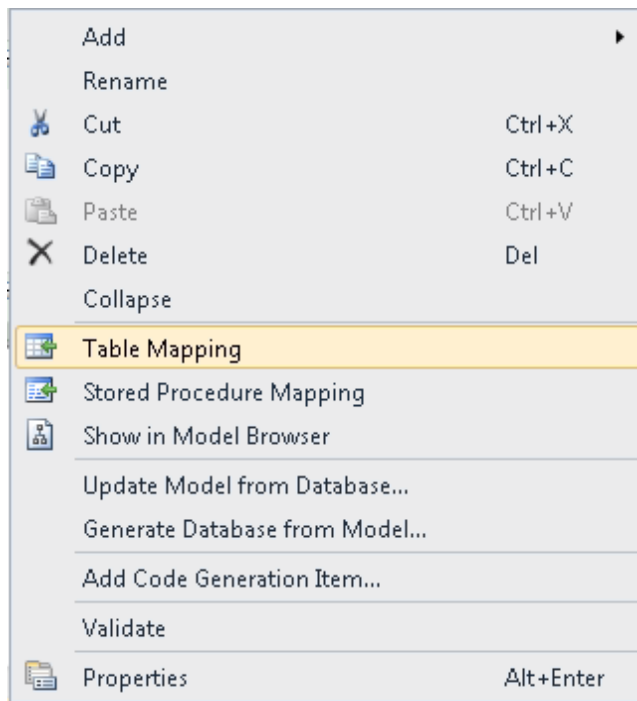 Add
Rename
Cut Ctrl+X
Copy Ctrl+C
Paste Ctrl+V
Delete Del
Collapse
Table Mapping
Stored Procedure Mapping
Show in Model Browser
Update Model from Database...
Generate Database from Model...
Add Code Generation Item...
Validate
Properties Alt+Enter